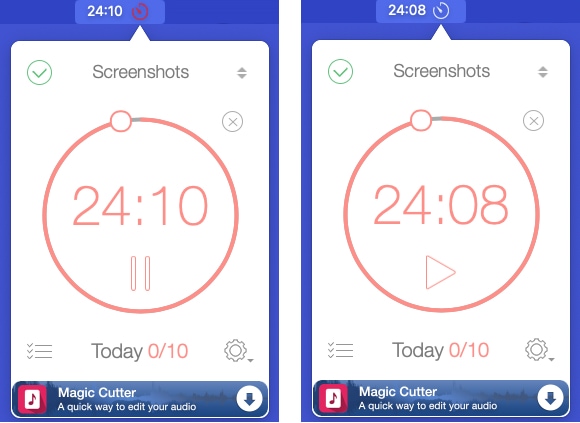 24:10
Screenshots
24:10
Today 0/10
Magic Cutter
A quick way to edit your audio
24:08
Screenshots
24:08
Today 0/10
Magic Cutter
A quick way to edit your audio